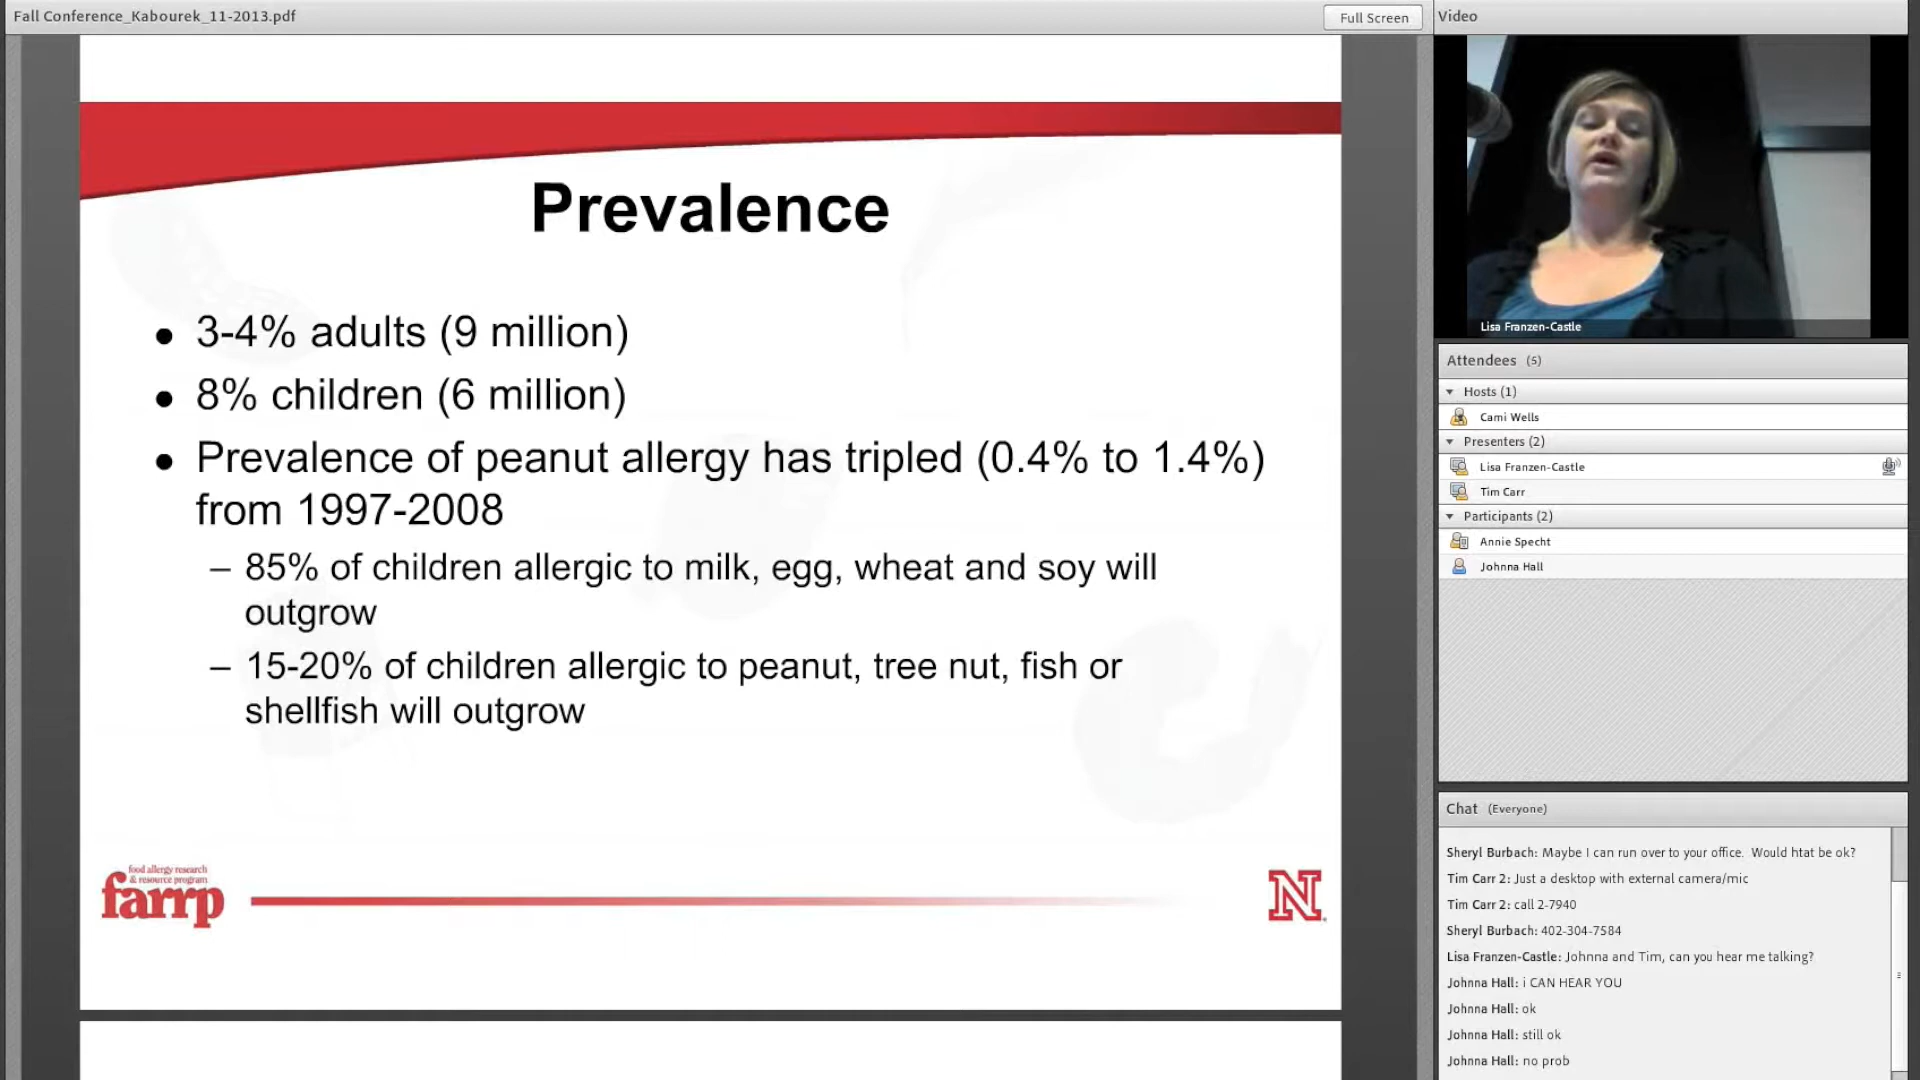 Fall Conference_Kabourek_11-2013.pdf
Full Screen
Prevalence
● 3-4% adults (9 million)
● 8% children (6 million)
● Prevalence of peanut allergy has tripled (0.4% to 1.4%)
from 1997-2008
– 85% of children allergic to milk, egg, wheat and soy will
outgrow
– 15-20% of children allergic to peanut, tree nut, fish or
shellfish will outgrow
food allergy research
& resource program
farrp
N
Video
Lisa Franzen-Castle
Attendees (5)
Hosts (1)
Cami Wells
Presenters (2)
Lisa Franzen-Castle
Tim Carr
Participants (2)
Annie Specht
Johnna Hall
Chat (Everyone)
Sheryl Burbach: Maybe I can run over to your office. Would htat be ok?
Tim Carr 2: Just a desktop with external camera/mic
Tim Carr 2: call 2-7940
Sheryl Burbach: 402-304-7584
Lisa Franzen-Castle: Johnna and Tim, can you hear me talking?
Johnna Hall: i CAN HEAR YOU
Johnna Hall: ok
Johnna Hall: still ok
Johnna Hall: no prob